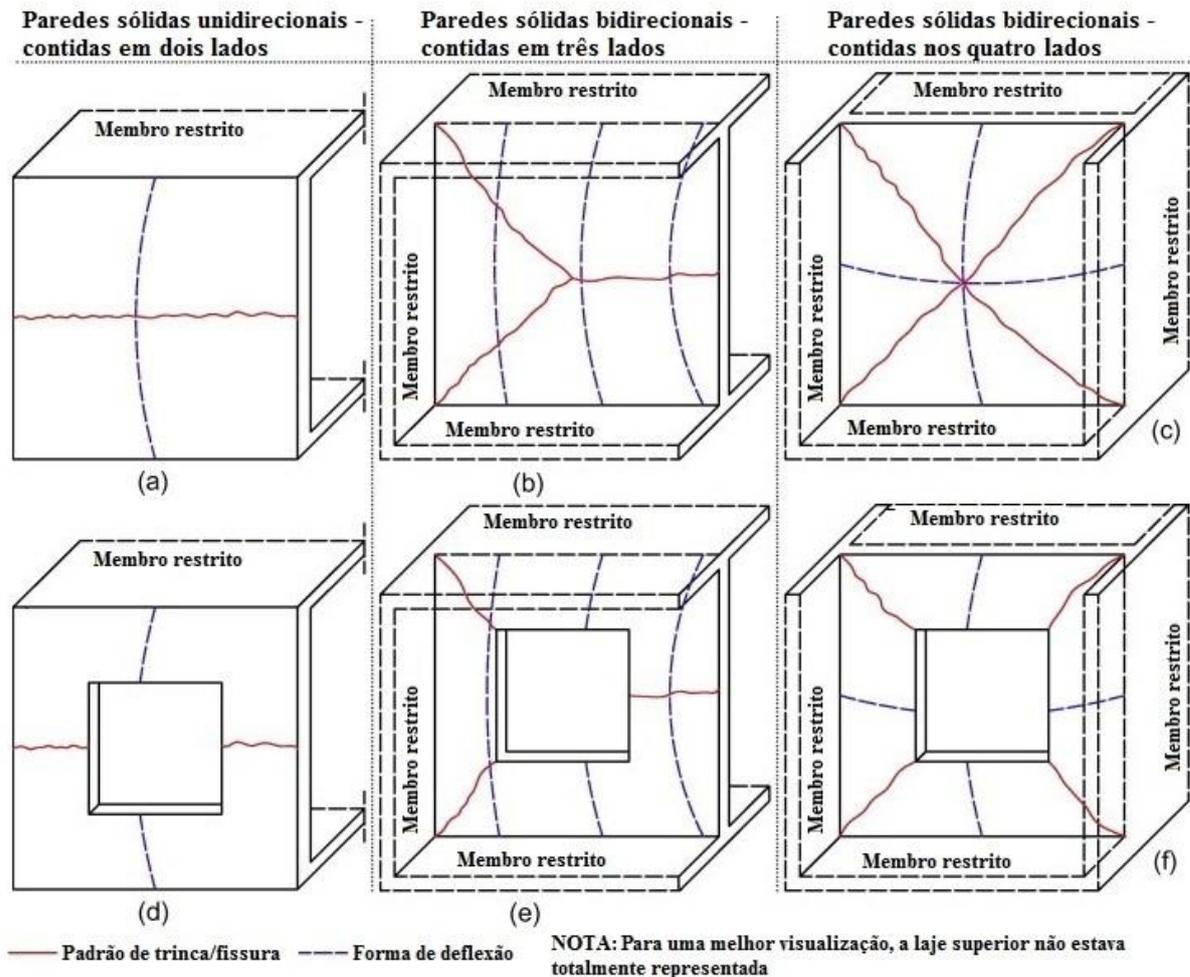 Paredes sólidas unidirecionais -
contidas em dois lados
Paredes sólidas bidirecionais -
contidas em três lados
Paredes sólidas bidirecionais -
contidas nos quatro lados
Membro restrito
(a)
Membro restrito
Membro restrito
Membro restrito
(b)
Membro restrito
Membro restrito
Membro restrito
Membro restrito
(c)
Membro restrito
(d)
Membro restrito
Membro restrito
Membro restrito
(e)
Membro restrito
Membro restrito
Membro restrito
Membro restrito
(f)
Padrão de trinca/fissura
Forma de deflexão
NOTA: Para uma melhor visualização, a laje superior não estava
totalmente representada